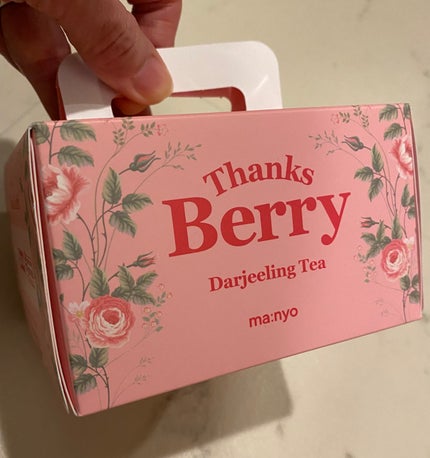 Thanks
Berry
Darjeeling Tea
ma:nyo